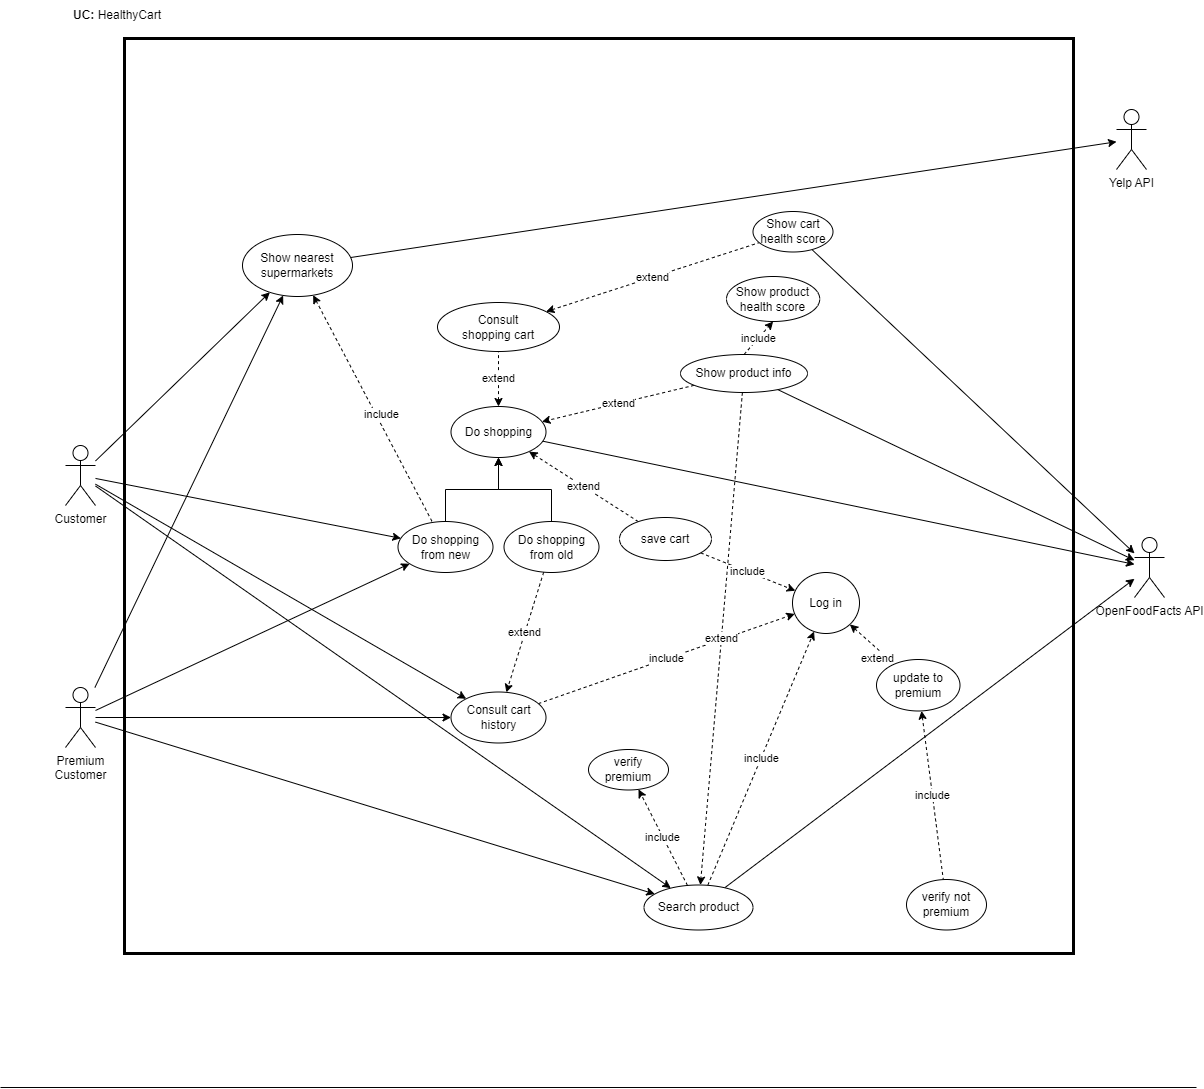 UC: HealthyCart
Yelp API
Show cart
health score
Show nearest
supermarkets
extend
Show product
health score
Consult
shopping cart
include
Show product info
extend
extend
include
Do shopping
Customer
extend
Do shopping
from new
Do shopping
from old
save cart
include
Log in
OpenFoodFacts API
extend
extend
include
extend
update to
premium
Consult cart
history
Premium
Customer
verify
premium
include
include
include
Search product
verify not
premium